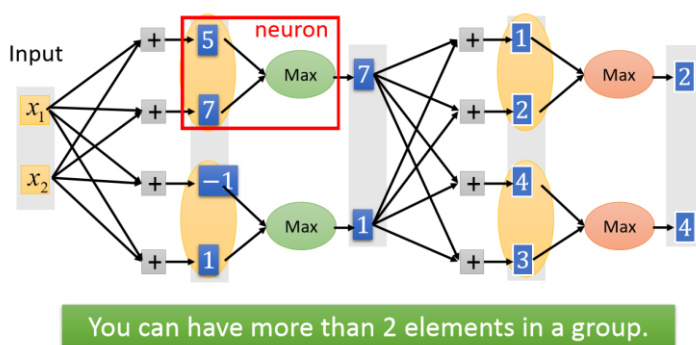 neuron
Input
+ 5 Max 7 + 1 Max 2
x₁ + 7 + 2
x₂ + −1 + 4
+ 1 Max 1 + 3 Max 4
You can have more than 2 elements in a group.